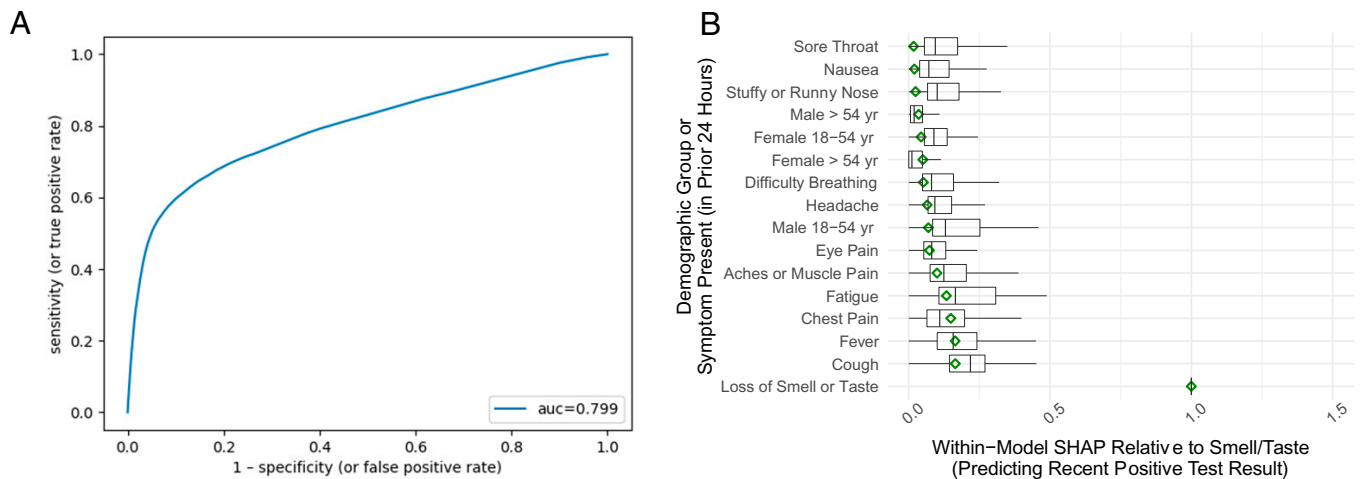 A
1.0
0.8
0.6
0.4
0.2
0.0
sensitivity (or true positive rate)
auc=0.799
0.0 0.2 0.4 0.6 0.8 1.0
1 – specificity (or false positive rate)
B
Demographic Group or
Symptom Present (in Prior 24 Hours)
Sore Throat
Nausea
Stuffy or Runny Nose
Male > 54 yr
Female 18−54 yr
Female > 54 yr
Difficulty Breathing
Headache
Male 18−54 yr
Eye Pain
Aches or Muscle Pain
Fatigue
Chest Pain
Fever
Cough
Loss of Smell or Taste
0.0 0.5 1.0 1.5
Within−Model SHAP Relative to Smell/Taste
(Predicting Recent Positive Test Result)